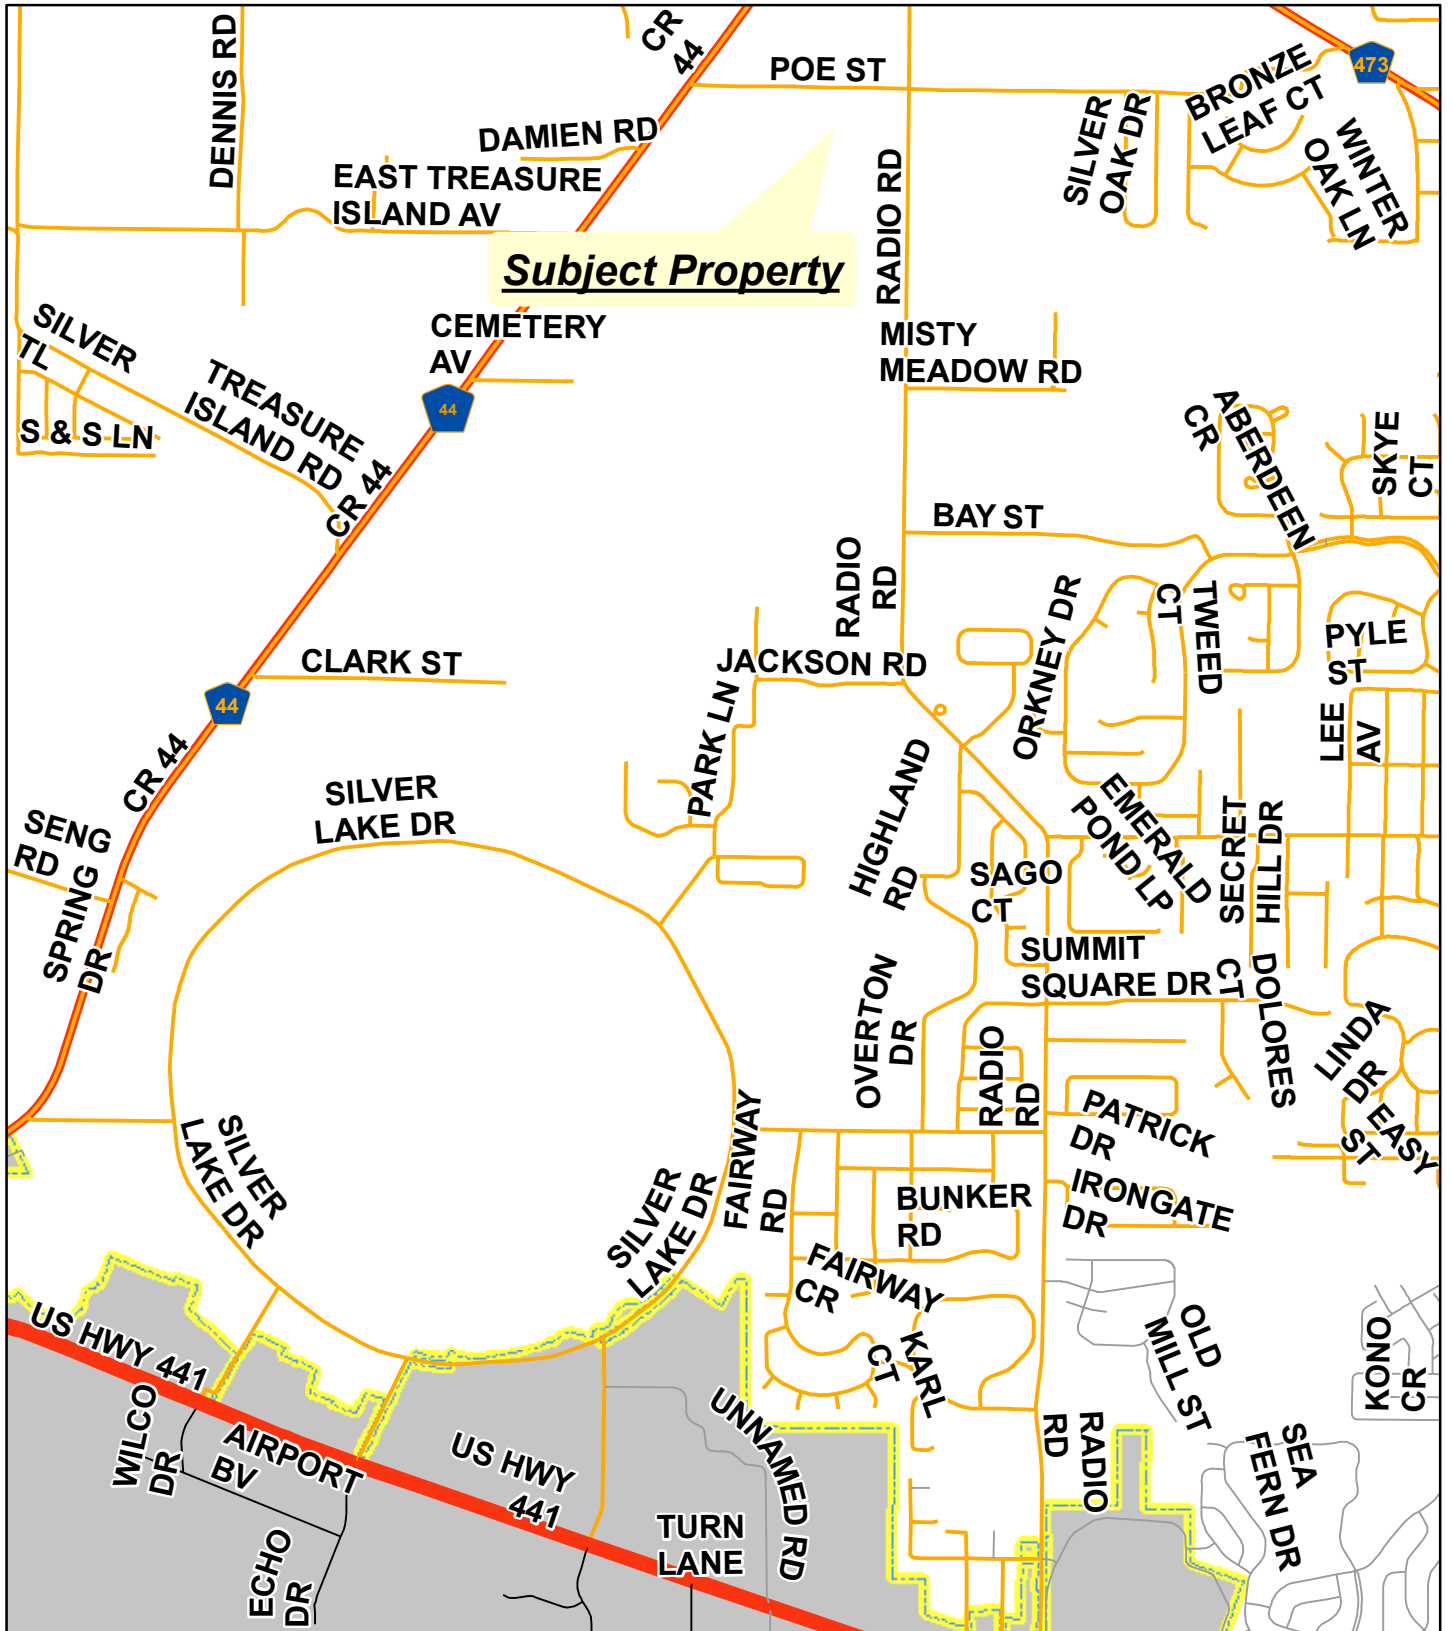 DENNIS RD
CR
44
POE ST
473
BRONZE
LEAF CT
SILVER
OAK DR
WINTER
OAK LN
DAMIEN RD
EAST TREASURE
ISLAND AV
RADIO RD
Subject Property
CEMETERY
AV
MISTY
MEADOW RD
SILVER
TL
TREASURE
ISLAND RD
44
S & S LN
CR 44
ABERDEEN
CR
SKYE
CT
BAY ST
RADIO
RD
ORKNEY DR
TWEED
CT
PYLE
ST
CLARK ST
JACKSON RD
44
PARK LN
LEE
AV
CR 44
HIGHLAND
RD
EMERALD
POND LP
SECRET
HILL DR
SILVER
LAKE DR
SENG
RD
SPRING
DR
SAGO
CT
SUMMIT
SQUARE DR
DOLORES
CT
OVERTON
DR
RADIO
RD
LINDA
DR
EASY
ST
PATRICK
DR
SILVER
LAKE DR
SILVER
LAKE DR
FAIRWAY
RD
BUNKER
RD
IRONGATE
DR
FAIRWAY
CR
KARL
CT
OLD
MILL ST
KONO
CR
US HWY 441
WILCO
DR
AIRPORT
BV
US HWY
441
UNNAMED RD
RADIO
RD
SEA
FERN DR
TURN
LANE
ECHO
DR